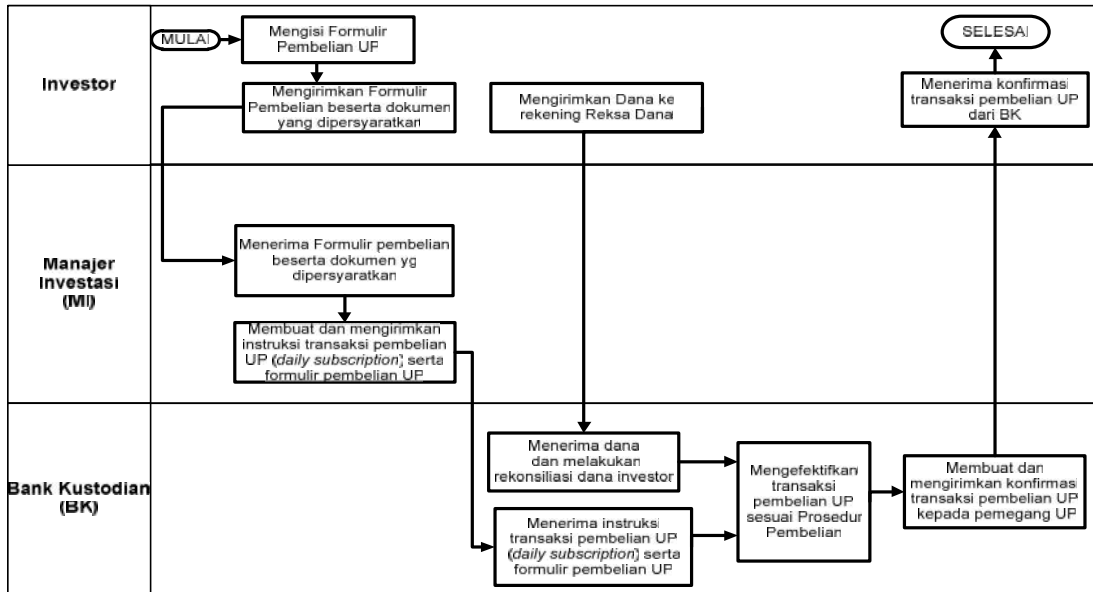 Investor
MULAI
Mengisi Formulir
Pembelian UP
Mengirimkan Formulir
Pembelian beserta dokumen
yang dipersyaratkan
Mengirimkan Dana ke
rekening Reksa Dana
SELESAI
Menerima konfirmasi
transaksi pembelian UP
dari BK
Manajer
Investasi
(MI)
Menerima Formulir pembelian
beserta dokumen yg
dipersyaratkan
Membuat dan mengirimkan
instruksi transaksi pembelian
UP (daily subscription) serta
formulir pembelian UP
Bank Kustodian
(BK)
Menerima dana
dan melakukan
rekonsiliasi dana investor
Menerima instruksi
transaksi pembelian UP
(daily subscription) serta
formulir pembelian UP
Mengefektifkan
transaksi
pembelian UP
sesuai Prosedur
Pembelian
Membuat dan
mengirimkan konfirmasi
transaksi pembelian UP
kepada pemegang UP